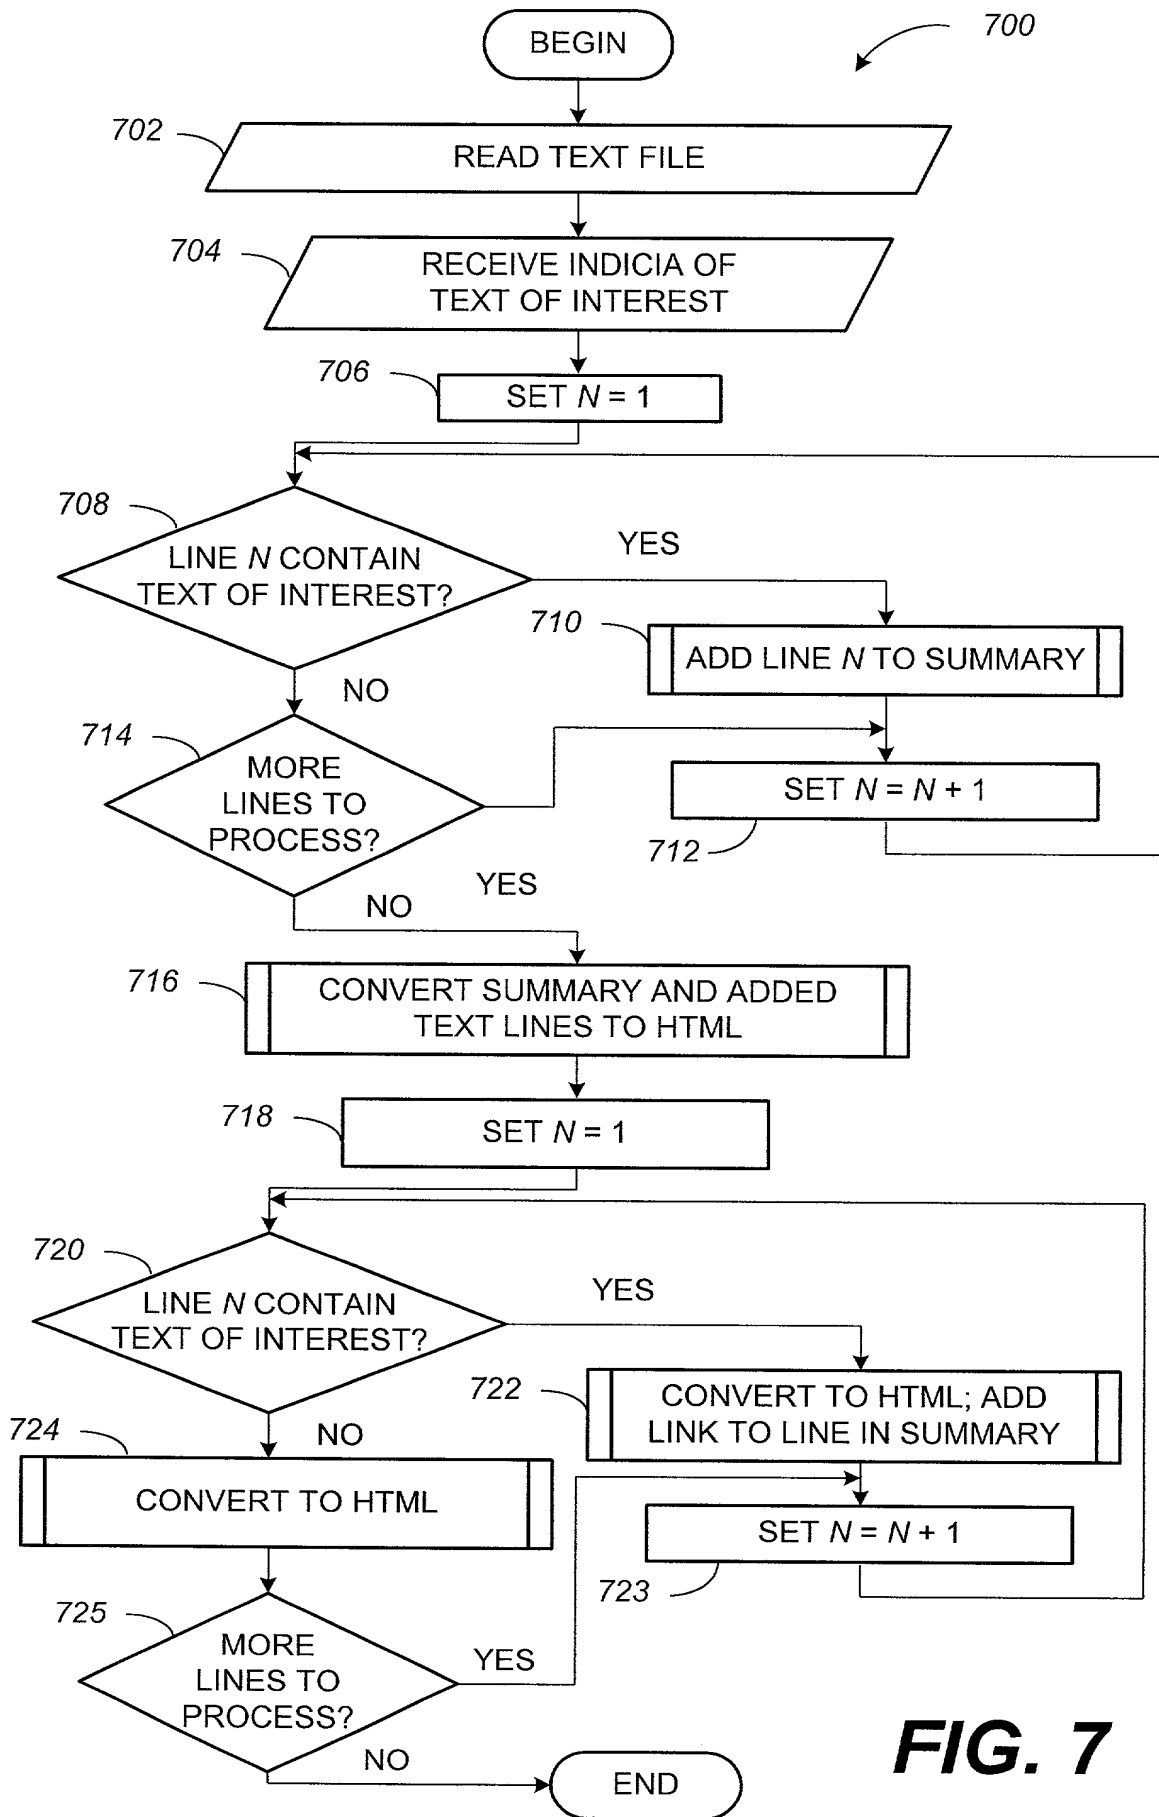 BEGIN
700
702
READ TEXT FILE
704
RECEIVE INDICIA OF
TEXT OF INTEREST
706
SET N = 1
708
LINE N CONTAIN
TEXT OF INTEREST?
YES
710
ADD LINE N TO SUMMARY
NO
714
MORE
LINES TO
PROCESS?
SET N = N + 1
712
YES
NO
716
CONVERT SUMMARY AND ADDED
TEXT LINES TO HTML
718
SET N = 1
720
LINE N CONTAIN
TEXT OF INTEREST?
YES
722
CONVERT TO HTML; ADD
LINK TO LINE IN SUMMARY
724
NO
CONVERT TO HTML
SET N = N + 1
723
725
MORE
LINES TO
PROCESS?
YES
NO
END
FIG. 7